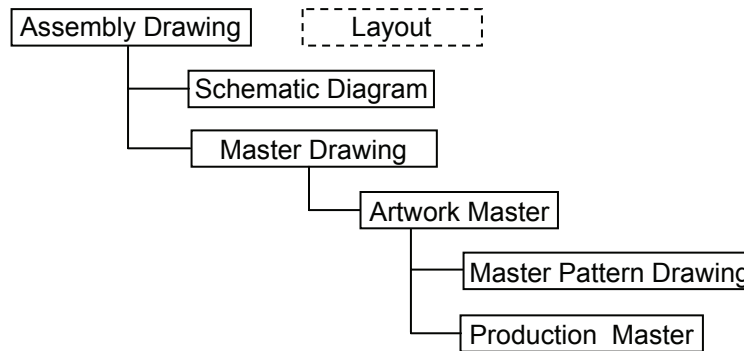 Assembly Drawing
Layout
Schematic Diagram
Master Drawing
Artwork Master
Master Pattern Drawing
Production Master